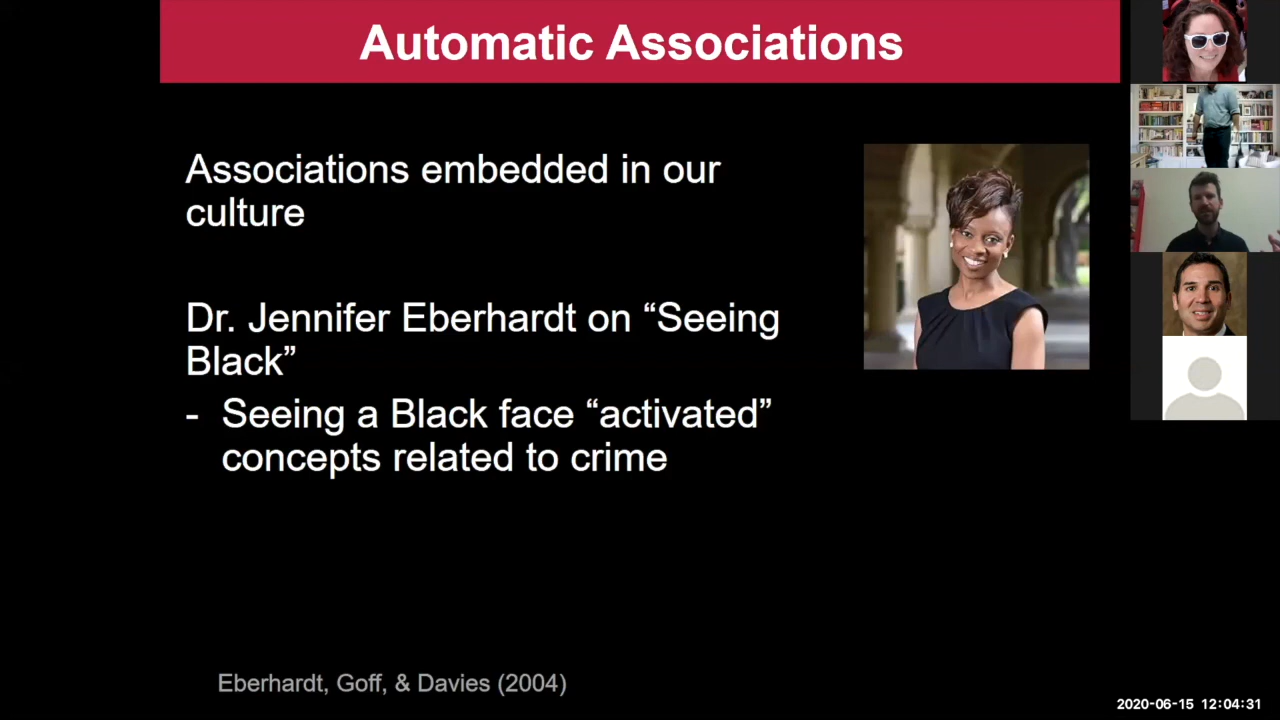 Automatic Associations
Associations embedded in our
culture
Dr. Jennifer Eberhardt on “Seeing
Black”
- Seeing a Black face “activated”
concepts related to crime
Eberhardt, Goff, & Davies (2004)
2020-06-15 12:04:31